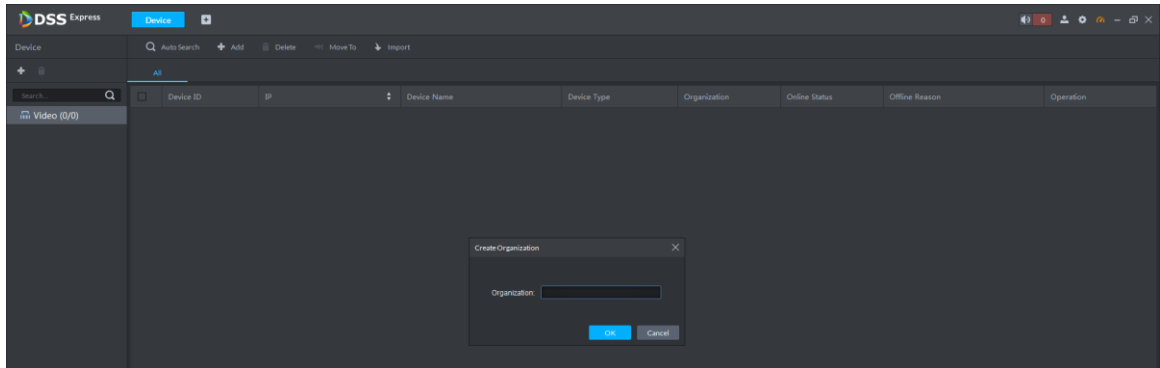 DSS Express Device 0
Device Auto Search Add Delete Move To Import
All
Search... Device ID IP Device Name Device Type Organization Online Status Offline Reason Operation
Video (0/0)
Create Organization
Organization:
OK Cancel